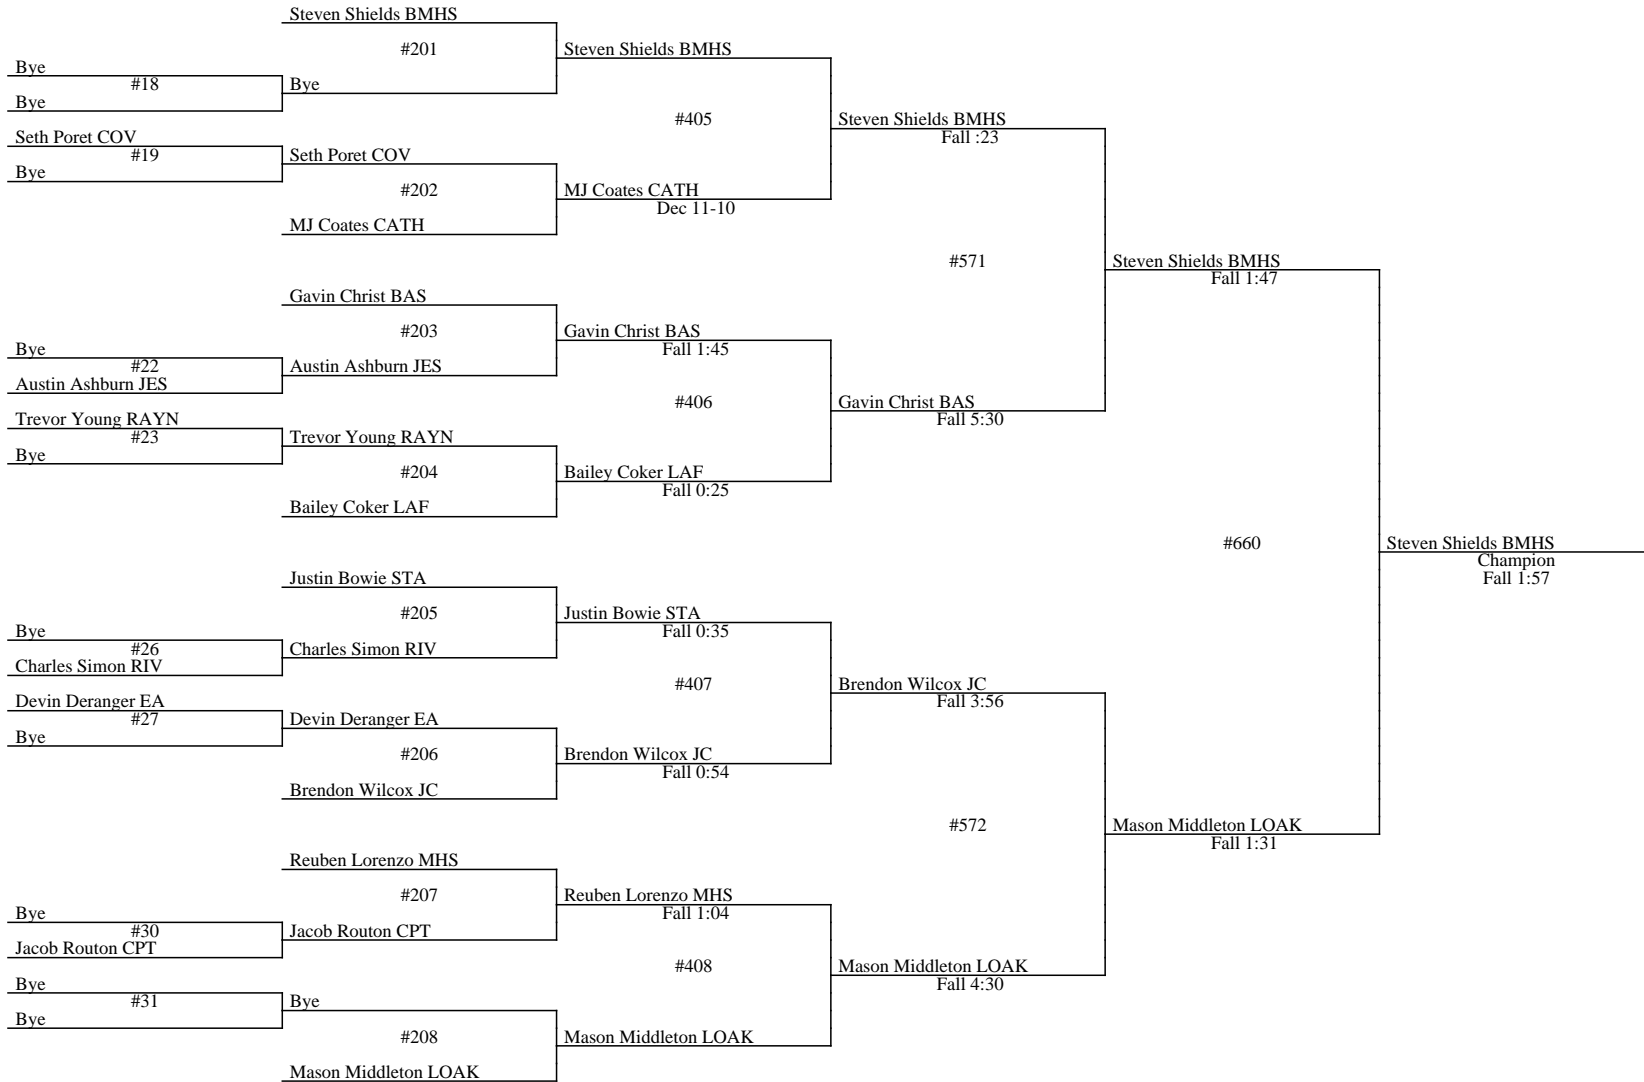 Steven Shields BMHS
#201
Steven Shields BMHS
Bye
#18
Bye
Bye
#405
Steven Shields BMHS
Fall :23
Seth Poret COV
#19
Seth Poret COV
Bye
#202
MJ Coates CATH
Dec 11-10
MJ Coates CATH
#571
Steven Shields BMHS
Fall 1:47
Gavin Christ BAS
#203
Gavin Christ BAS
Fall 1:45
Bye
#22
Austin Ashburn JES
Austin Ashburn JES
#406
Gavin Christ BAS
Fall 5:30
Trevor Young RAYN
#23
Trevor Young RAYN
Bye
#204
Bailey Coker LAF
Fall 0:25
Bailey Coker LAF
#660
Steven Shields BMHS
Champion
Fall 1:57
Justin Bowie STA
#205
Justin Bowie STA
Fall 0:35
Bye
#26
Charles Simon RIV
Charles Simon RIV
#407
Brendon Wilcox JC
Fall 3:56
Devin Deranger EA
#27
Devin Deranger EA
Bye
#206
Brendon Wilcox JC
Fall 0:54
Brendon Wilcox JC
#572
Mason Middleton LOAK
Fall 1:31
Reuben Lorenzo MHS
#207
Reuben Lorenzo MHS
Fall 1:04
Bye
#30
Jacob Routon CPT
Jacob Routon CPT
#408
Mason Middleton LOAK
Fall 4:30
Bye
#31
Bye
Bye
#208
Mason Middleton LOAK
Mason Middleton LOAK